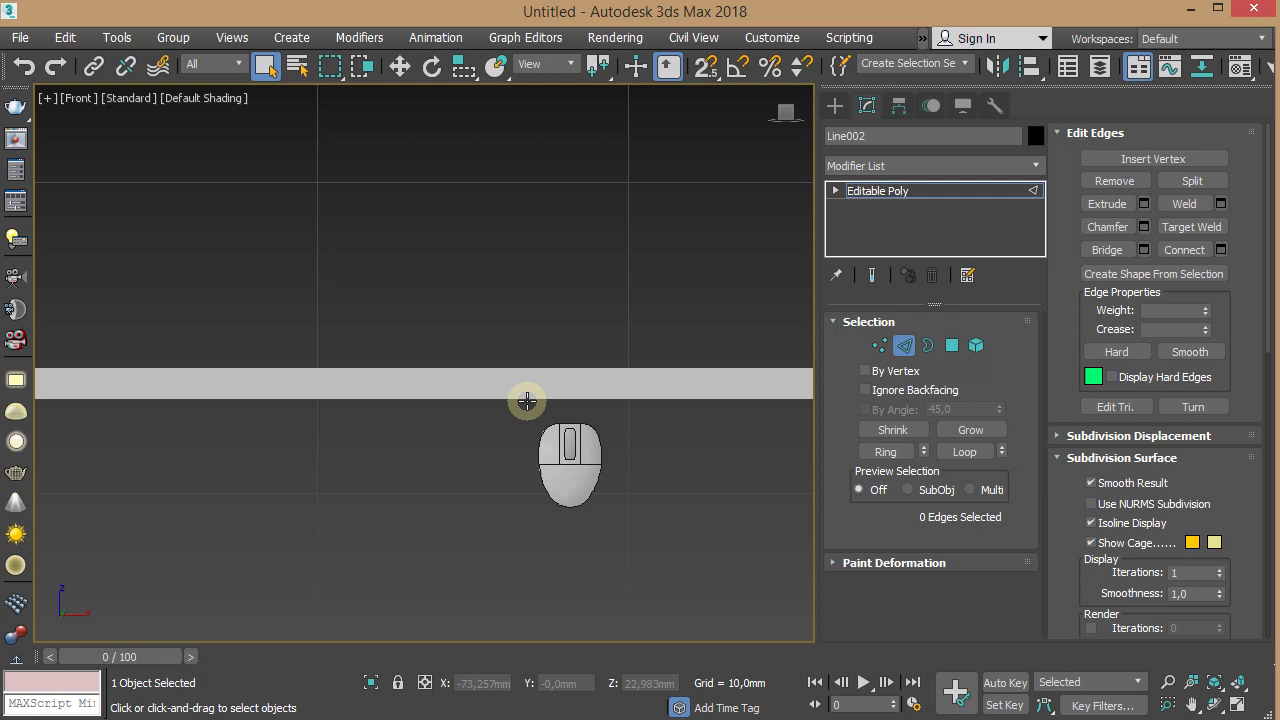 Untitled - Autodesk 3ds Max 2018
File Edit Tools Group Views Create Modifiers Animation Graph Editors Rendering Civil View Customize Scripting » Sign In Workspaces: Default
All View Create Selection Se
[+] [Front] [Standard] [Default Shading]
Line002
Modifier List
Editable Poly
Selection
By Vertex
Ignore Backfacing
By Angle: 45,0
Shrink Grow
Ring Loop
Preview Selection
Off SubObj Multi
0 Edges Selected
Paint Deformation
Edit Edges
Insert Vertex
Remove Split
Extrude Weld
Chamfer Target Weld
Bridge Connect
Create Shape From Selection
Edge Properties
Weight:
Crease:
Hard Smooth
Display Hard Edges
Edit Tri. Turn
Subdivision Displacement
Subdivision Surface
Smooth Result
Use NURMS Subdivision
Isoline Display
Show Cage......
Display
Iterations: 1
Smoothness: 1,0
Render
Iterations: 0
z
x
< 0 / 100 >
1 Object Selected X: -73,257mm Y: -0,0mm Z: 22,983mm Grid = 10,0mm Auto Key Selected
MAXScript Mi
Click or click-and-drag to select objects Add Time Tag 0 Set Key Key Filters...